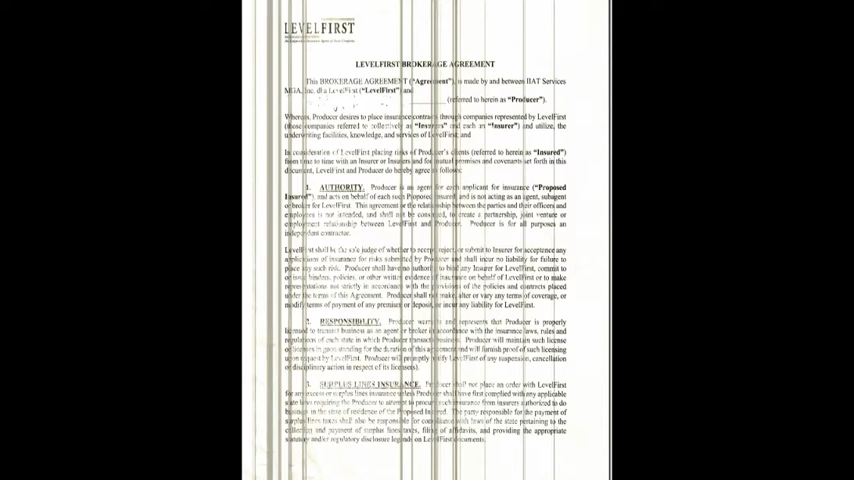 LEVELFIRST
LEVELFIRST BROKERAGE AGREEMENT
This BROKERAGE AGREEMENT ("Agreement"), is made by and between IIAT Services
MGA, Inc. dba LevelFirst ("LevelFirst") and
(referred to herein as "Producer").
Whereas, Producer desires to place insurance contracts through companies represented by LevelFirst
(those companies referred to collectively as "Insurers" and each an "Insurer") and utilize, the
underwriting facilities, knowledge, and services of LevelFirst; and
In consideration of LevelFirst placing risks of Producer's clients (referred to herein as "Insured")
from time to time with an Insurer or Insurers and for mutual promises and covenants set forth in this
document, LevelFirst and Producer do hereby agree as follows:
1. AUTHORITY. Producer is an agent for each applicant for insurance ("Proposed
Insured"), and acts on behalf of each such Proposed Insured and is not acting as an agent, subagent
or broker for LevelFirst. This agreement or the relationship between the parties and their officers and
employees is not intended, and shall not be construed, to create a partnership, joint venture or
employment relationship between LevelFirst and Producer. Producer is for all purposes an
independent contractor.
LevelFirst shall be the sole judge of whether to accept, reject, or submit to Insurer for acceptance any
applications of insurance for risks submitted by Producer and shall incur no liability for failure to
place any such risk. Producer shall have no authority to bind any Insurer for LevelFirst, commit to
or issue binders, policies, or other written evidence of insurance on behalf of LevelFirst or to make
representations not strictly in accordance with the provisions of the policies and contracts placed
under the terms of this Agreement. Producer shall not make, alter or vary any terms of coverage, or
modify terms of payment of any premium or deposit, or incur any liability for LevelFirst.
2. RESPONSIBILITY. Producer warrants and represents that Producer is properly
licensed to transact business as an agent or broker in accordance with the insurance laws, rules and
regulations of each state in which Producer transacts business. Producer will maintain such license
or licenses in good standing for the duration of this agreement and will furnish proof of such licensing
upon request by LevelFirst. Producer will promptly notify LevelFirst of any suspension, cancellation
or disciplinary action in respect of its license(s).
3. SURPLUS LINES INSURANCE. Producer shall not place an order with LevelFirst
for any excess or surplus lines insurance unless Producer shall have first complied with any applicable
state laws requiring the Producer to attempt to procure such insurance from insurers authorized to do
business in the state of residence of the Proposed Insured. The party responsible for the payment of
surplus lines taxes shall also be responsible for compliance with laws of the state pertaining to the
collection and payment of surplus lines taxes, filing of affidavits, and providing the appropriate
statutory and/or regulatory disclosure legends on LevelFirst documents.